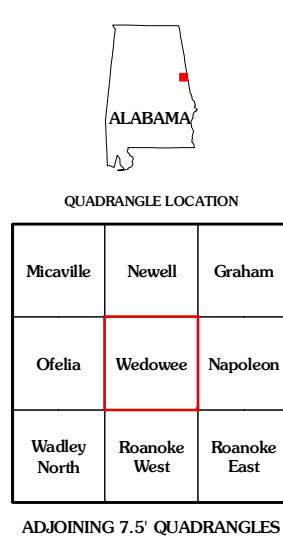 ALABAMA
QUADRANGLE LOCATION
Micaville Newell Graham
Ofelia Wedowee Napoleon
Wadley North Roanoke West Roanoke East
ADJOINING 7.5' QUADRANGLES